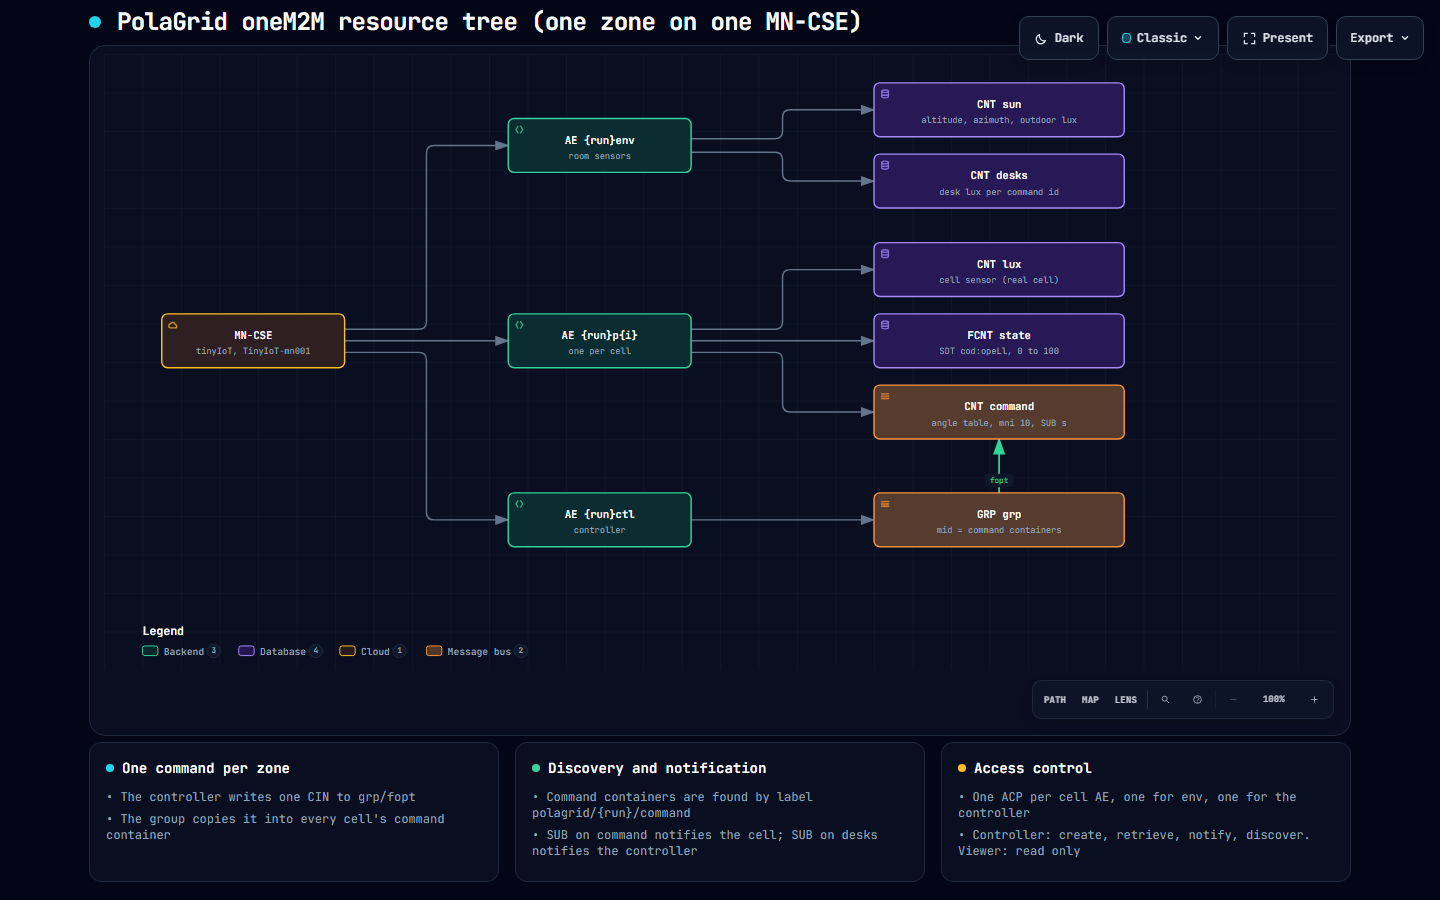 PolaGrid oneM2M resource tree (one zone on one MN-CSE)
Dark
Classic
Present
Export
CNT sun
altitude, azimuth, outdoor lux
AE {run}env
room sensors
CNT desks
desk lux per command id
CNT lux
cell sensor (real cell)
MN-CSE
tinyIoT, TinyIoT-mn001
AE {run}p{i}
one per cell
FCNT state
SDT cod:opeLl, 0 to 100
CNT command
angle table, mni 10, SUB s
fopt
AE {run}ctl
controller
GRP grp
mid = command containers
Legend
Backend 3
Database 4
Cloud 1
Message bus 2
PATH MAP LENS
100%
One command per zone
• The controller writes one CIN to grp/fopt
• The group copies it into every cell's command
container
Discovery and notification
• Command containers are found by label
polagrid/{run}/command
• SUB on command notifies the cell; SUB on desks
notifies the controller
Access control
• One ACP per cell AE, one for env, one for the
controller
• Controller: create, retrieve, notify, discover.
Viewer: read only